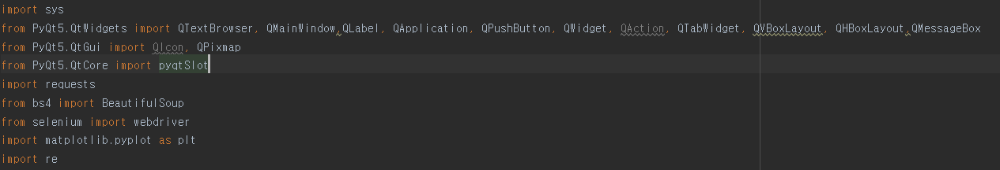 import sys
from PyQt5.QtWidgets import QTextBrowser, QMainWindow,QLabel, QApplication, QPushButton, QWidget, QAction, QTabWidget, QVBoxLayout, QHBoxLayout,QMessageBox
from PyQt5.QtGui import QIcon, QPixmap
from PyQt5.QtCore import pyqtSlot
import requests
from bs4 import BeautifulSoup
from selenium import webdriver
import matplotlib.pyplot as plt
import re